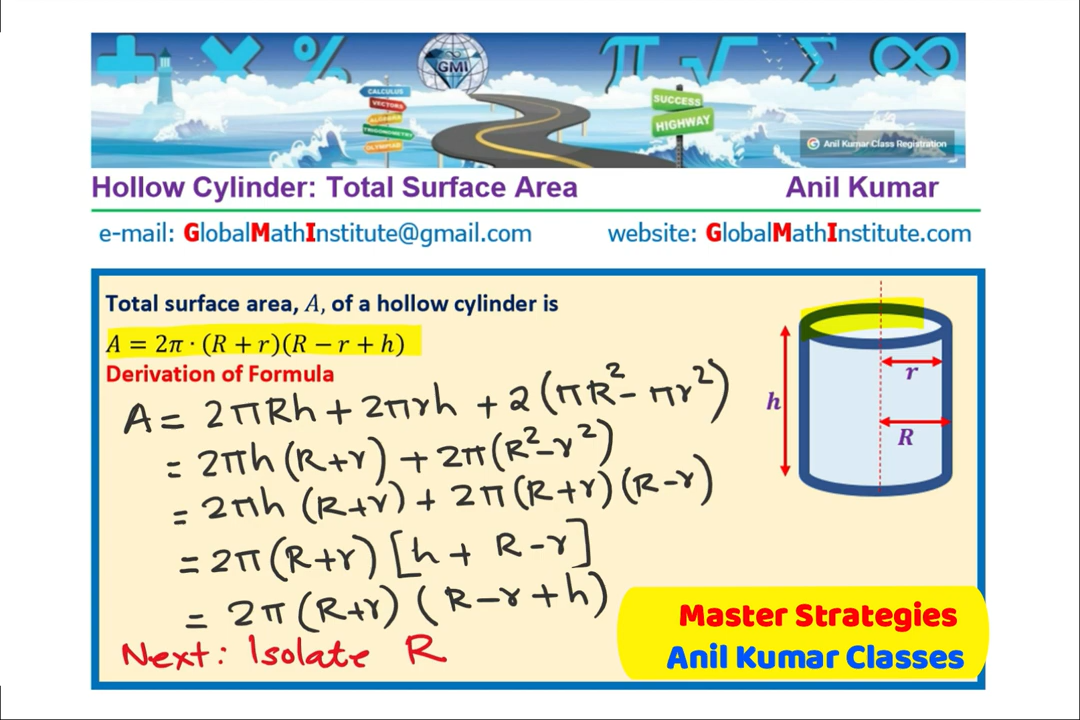 GMI
CALCULUS
VECTORS
ALGEBRA
TRIGONOMETRY
OLYMPIAD
SUCCESS
HIGHWAY
Anil Kumar Class Registration
Hollow Cylinder: Total Surface Area Anil Kumar
e-mail: GlobalMathInstitute@gmail.com website: GlobalMathInstitute.com
Total surface area, A, of a hollow cylinder is
A = 2π · (R + r)(R − r + h)
Derivation of Formula
A = 2πRh + 2πrh + 2(πR² − πr²)
= 2πh(R+r) + 2π(R²−r²)
= 2πh (R+r) + 2π(R+r)(R−r)
= 2π(R+r)[h + R−r]
= 2π(R+r)(R−r+h)
Next: Isolate R
h
r
R
Master Strategies
Anil Kumar Classes